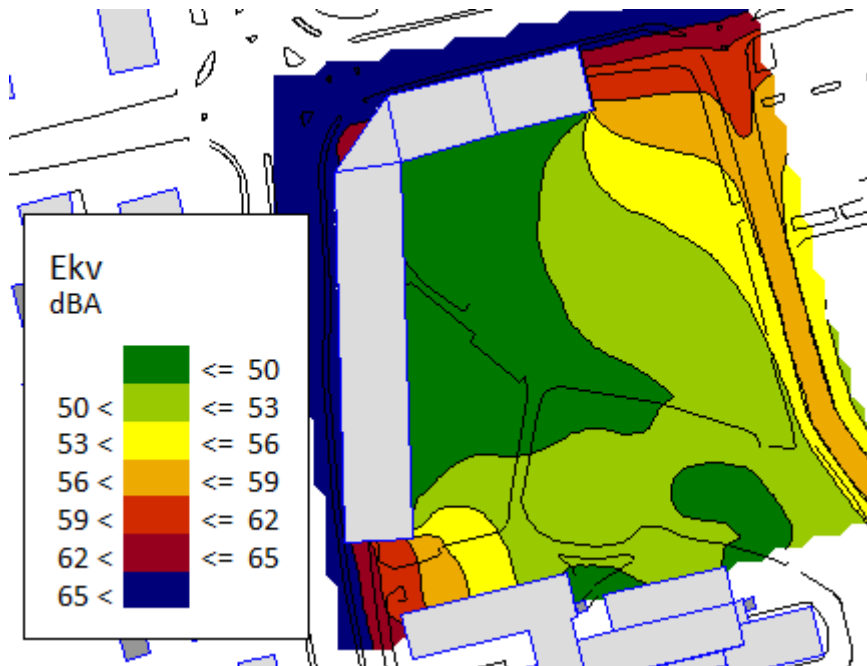 Ekv
dBA
<= 50
50 < <= 53
53 < <= 56
56 < <= 59
59 < <= 62
62 < <= 65
65 <